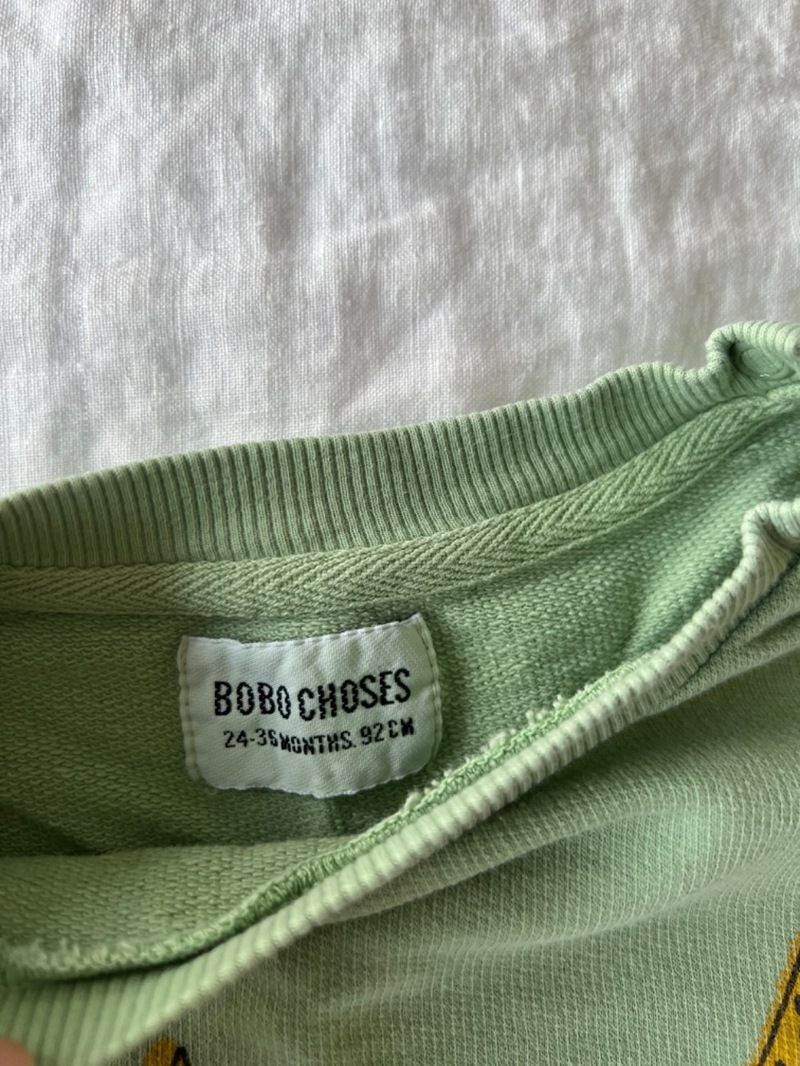 BOBO CHOSES
24-36 MONTHS. 92 CM